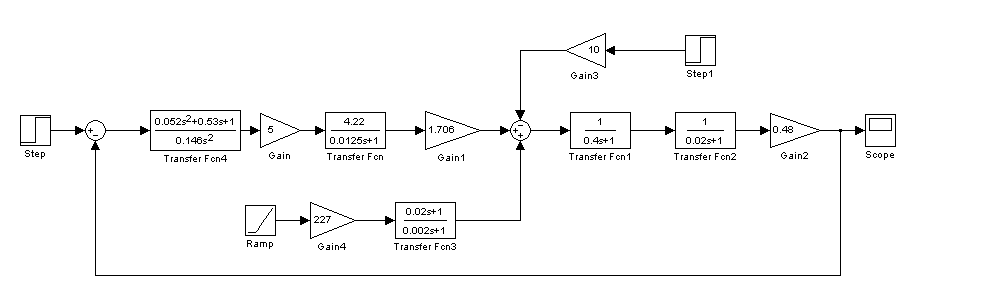 10
Gain3
Step1
Step
+
−
0.052s²+0.53s+1
0.146s²
Transfer Fcn4
5
Gain
4.22
0.0125s+1
Transfer Fcn
1.706
Gain1
+
+
+
1
0.4s+1
Transfer Fcn1
1
0.02s+1
Transfer Fcn2
0.48
Gain2
Scope
Ramp
227
Gain4
0.02s+1
0.002s+1
Transfer Fcn3